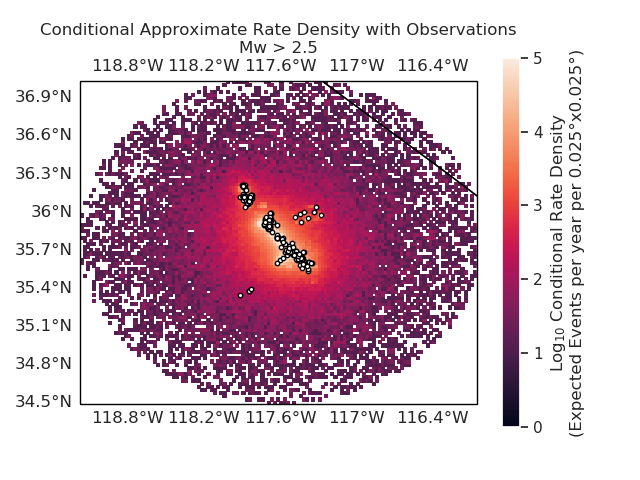 Conditional Approximate Rate Density with Observations
Mw > 2.5
118.8°W 118.2°W 117.6°W 117°W 116.4°W
36.9°N
36.6°N
36.3°N
36°N
35.7°N
35.4°N
35.1°N
34.8°N
34.5°N
118.8°W 118.2°W 117.6°W 117°W 116.4°W
5
4
3
2
1
0
Log₁₀ Conditional Rate Density
(Expected Events per year per 0.025°x0.025°)